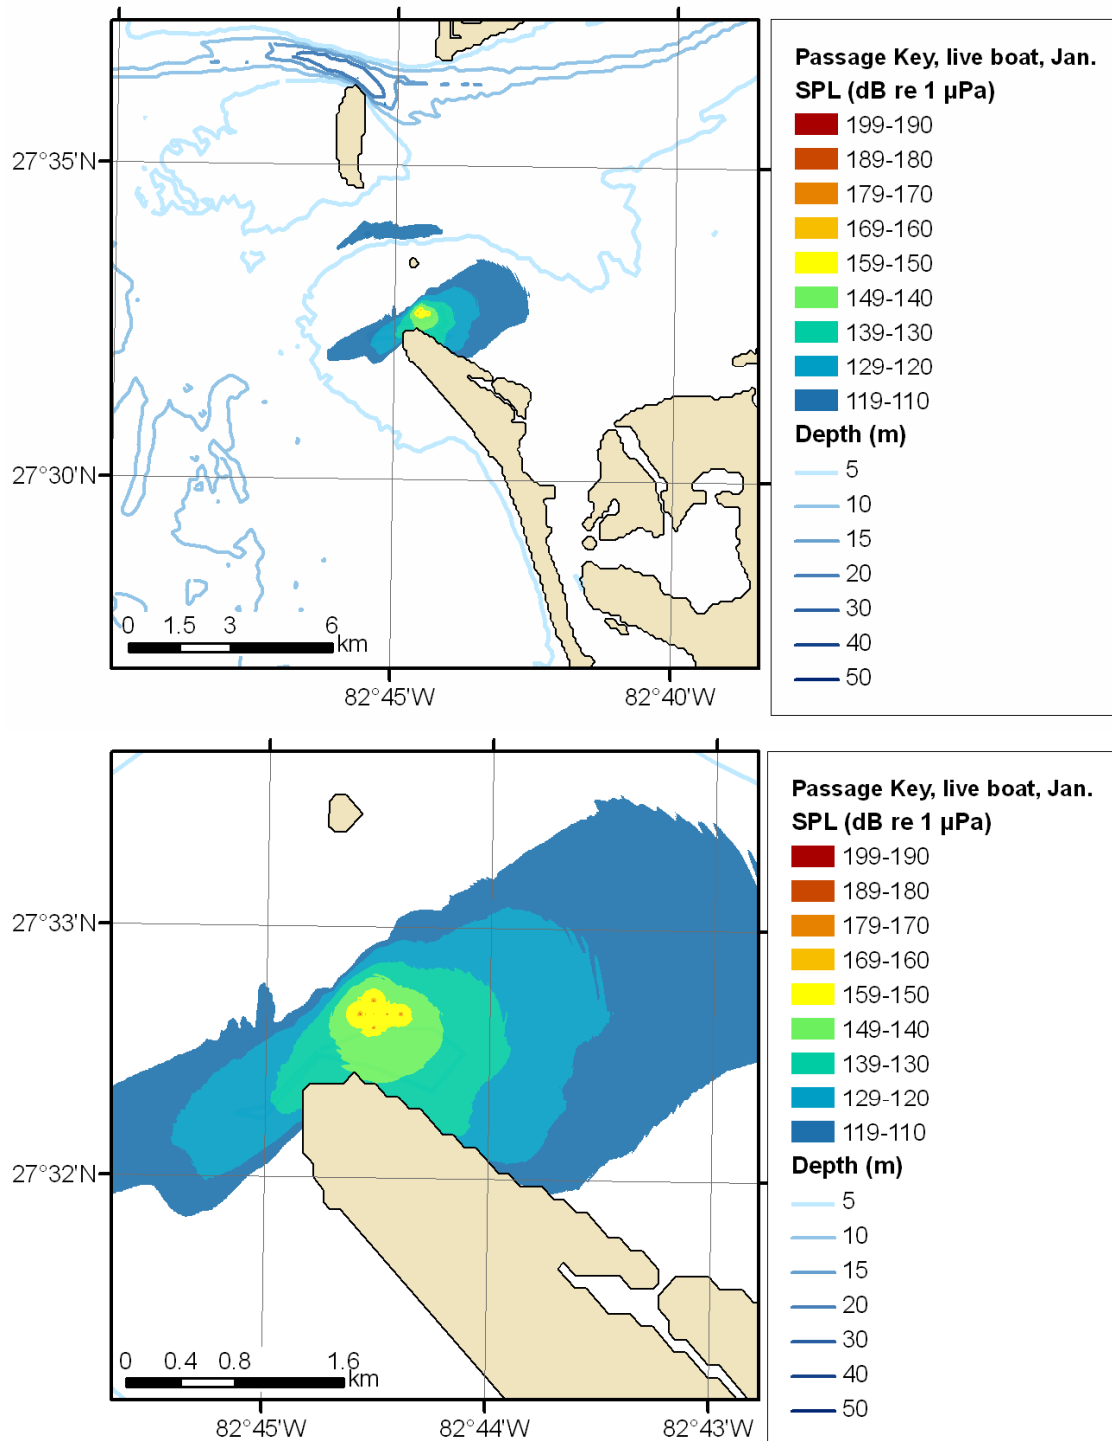 Passage Key, live boat, Jan.
SPL (dB re 1 µPa)
199-190
189-180
179-170
169-160
159-150
149-140
139-130
129-120
119-110
Depth (m)
5
10
15
20
30
40
50
27°35'N
27°30'N
0 1.5 3 6
km
82°45'W 82°40'W
Passage Key, live boat, Jan.
SPL (dB re 1 µPa)
199-190
189-180
179-170
169-160
159-150
149-140
139-130
129-120
119-110
Depth (m)
5
10
15
20
30
40
50
27°33'N
27°32'N
0 0.4 0.8 1.6
km
82°45'W 82°44'W 82°43'W